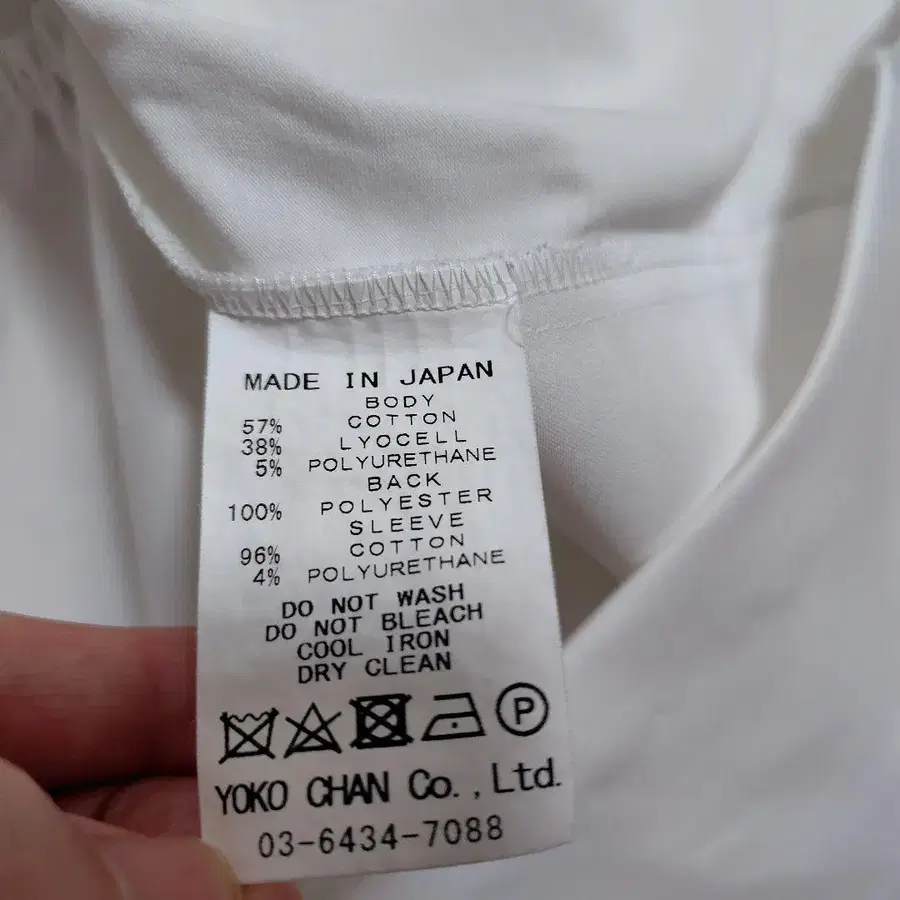 MADE IN JAPAN
BODY
57% COTTON
38% LYOCELL
5% POLYURETHANE
BACK
100% POLYESTER
SLEEVE
96% COTTON
4% POLYURETHANE
DO NOT WASH
DO NOT BLEACH
COOL IRON
DRY CLEAN
P
YOKO CHAN Co., Ltd.
03-6434-7088